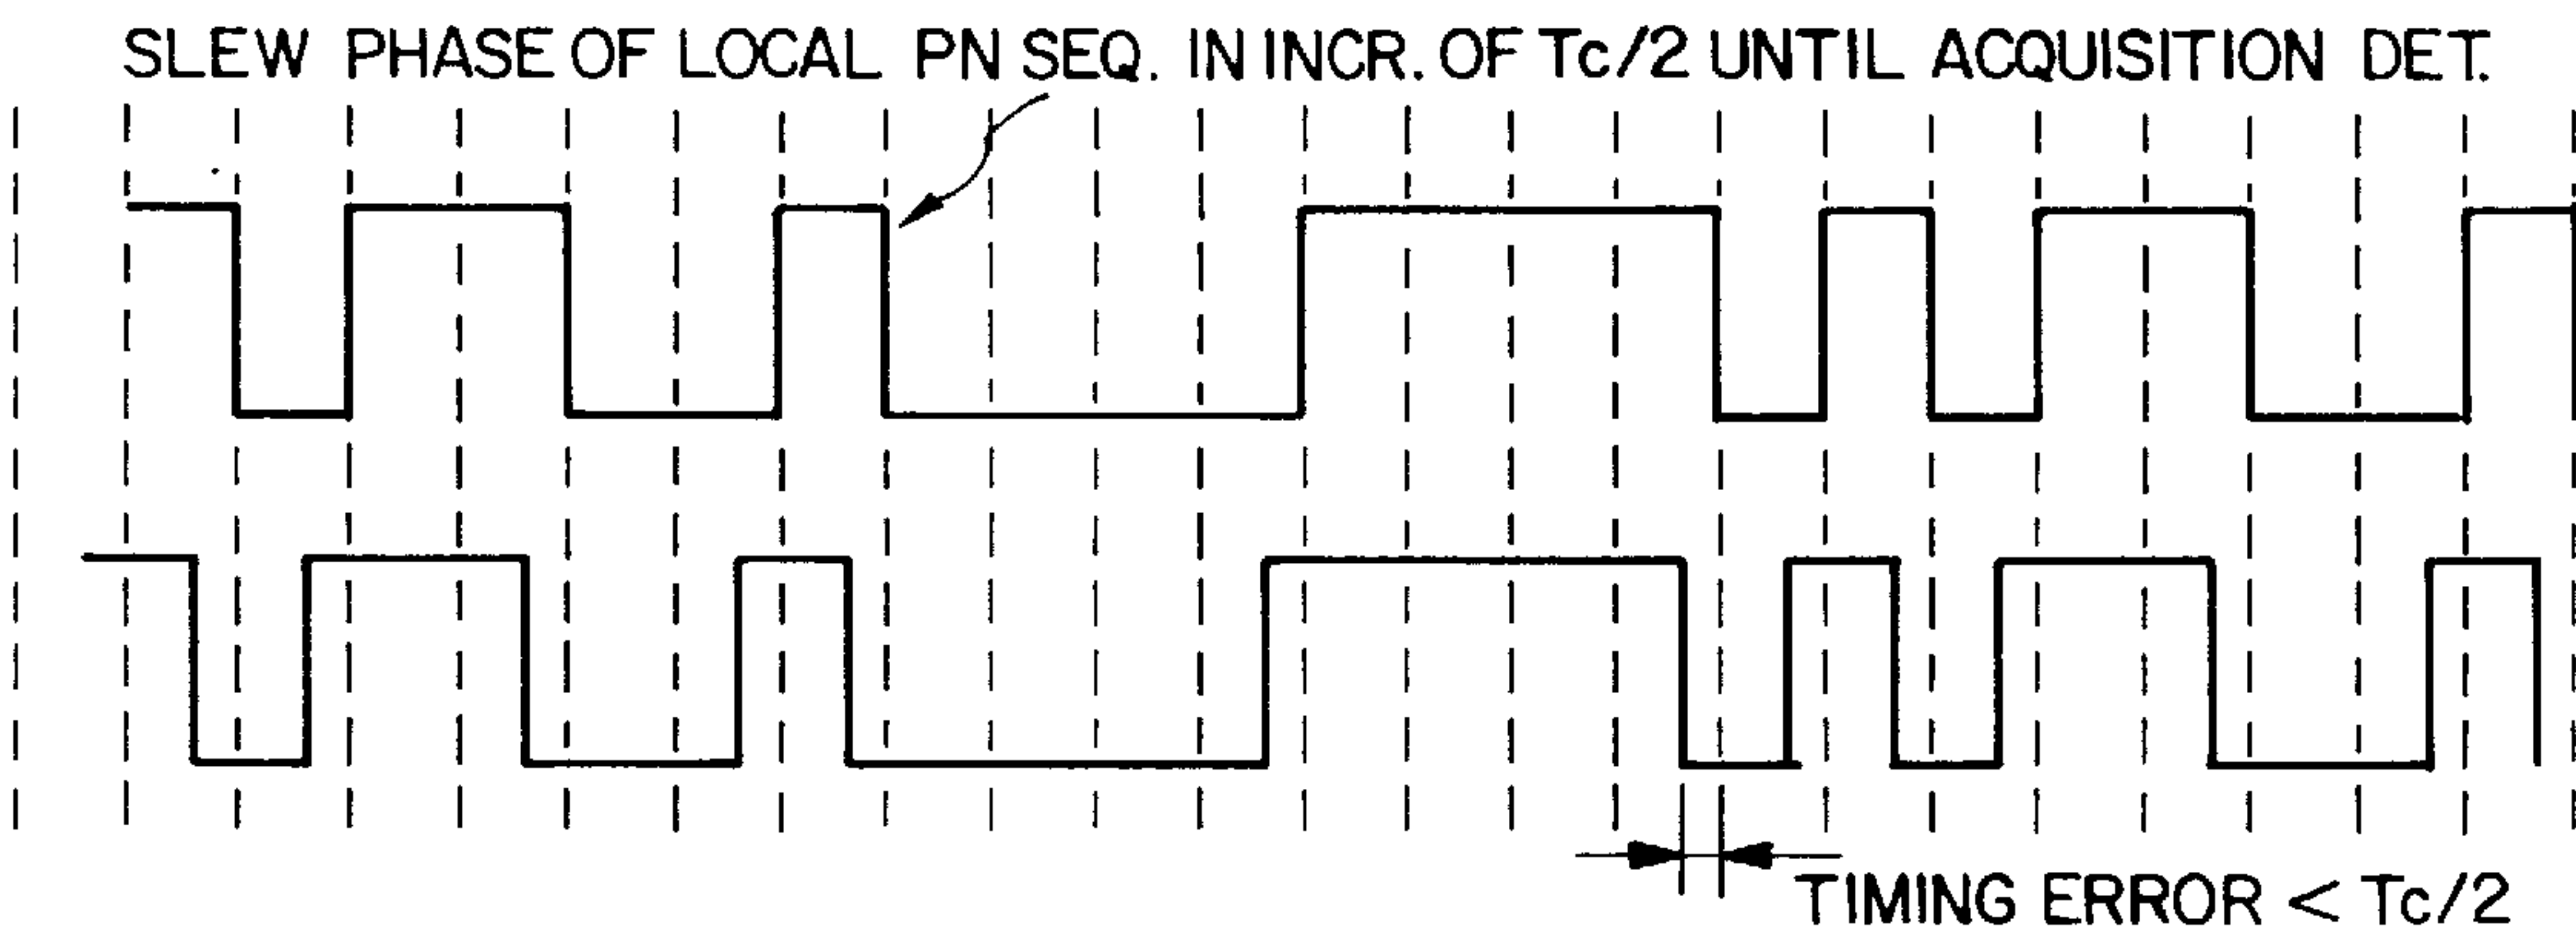 SLEW PHASE OF LOCAL PN SEQ. IN INCR. OF Tc/2 UNTIL ACQUISITION DET.
TIMING ERROR < Tc/2